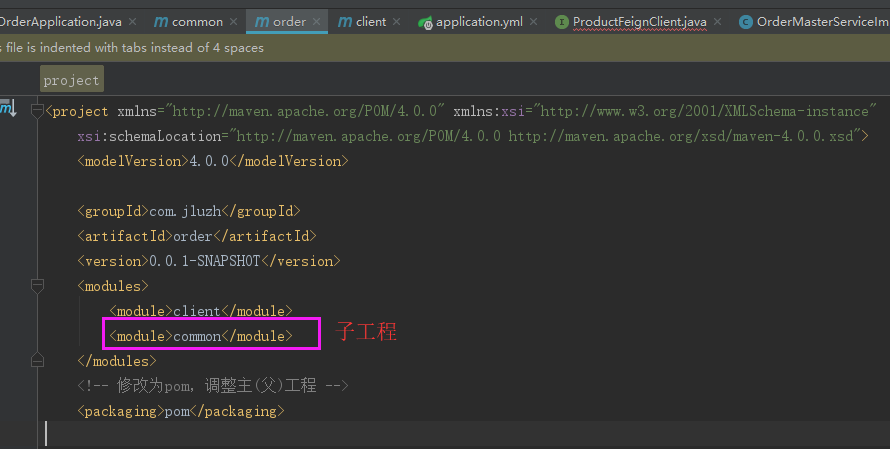 OrderApplication.java × m common × m order × m client × application.yml × I ProductFeignClient.java × C OrderMasterServiceIm
s file is indented with tabs instead of 4 spaces
project
m <project xmlns="http://maven.apache.org/POM/4.0.0" xmlns:xsi="http://www.w3.org/2001/XMLSchema-instance"
xsi:schemaLocation="http://maven.apache.org/POM/4.0.0 http://maven.apache.org/xsd/maven-4.0.0.xsd">
<modelVersion>4.0.0</modelVersion>
<groupId>com.jluzh</groupId>
<artifactId>order</artifactId>
<version>0.0.1-SNAPSHOT</version>
<modules>
<module>client</module>
<module>common</module> 子工程
</modules>
<!-- 修改为pom, 调整主(父)工程 -->
<packaging>pom</packaging>